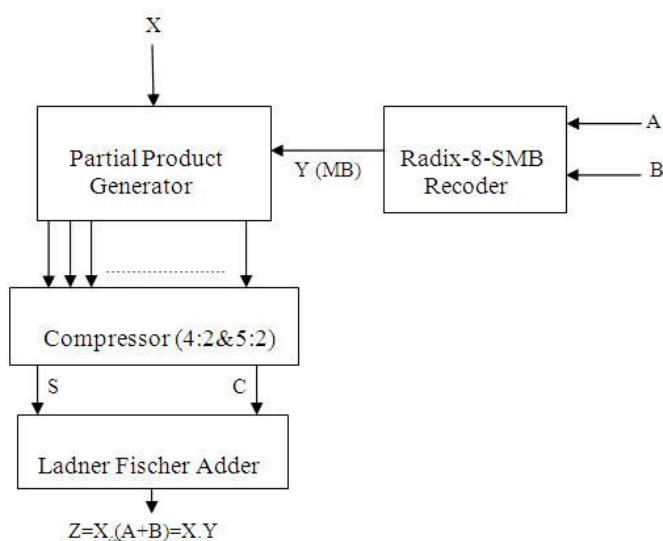 X
Partial Product
Generator
Y (MB)
Radix-8-SMB
Recoder
A
B
Compressor (4:2&5:2)
S
C
Ladner Fischer Adder
Z=X.(A+B)=X.Y